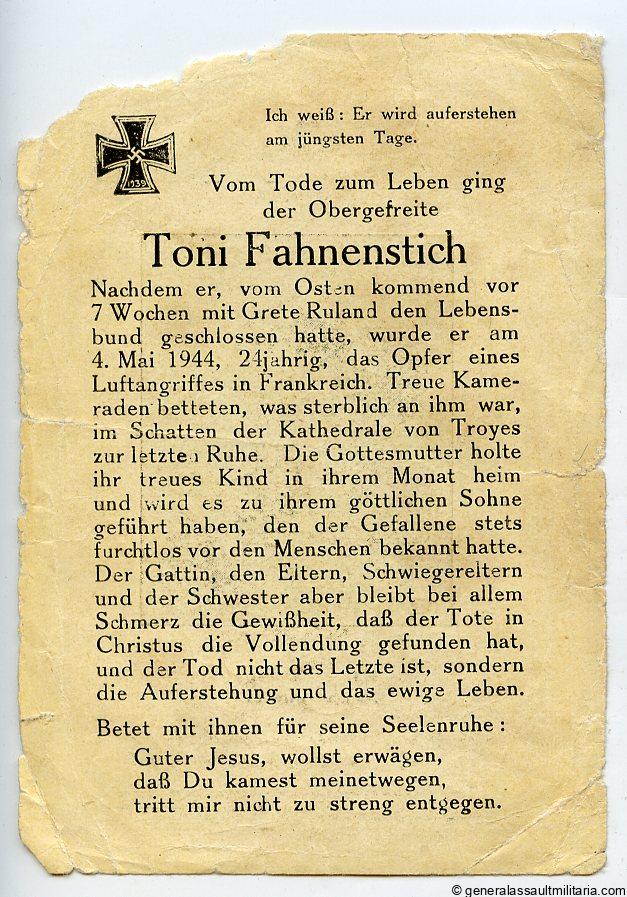 Ich weiß: Er wird auferstehen
am jüngsten Tage.
1939
Vom Tode zum Leben ging
der Obergefreite
Toni Fahnenstich
Nachdem er, vom Osten kommend vor
7 Wochen mit Grete Ruland den Lebens-
bund geschlossen hatte, wurde er am
4. Mai 1944, 24jahrig, das Opfer eines
Luftangriffes in Frankreich. Treue Kame-
raden betteten, was sterblich an ihm war,
im Schatten der Kathedrale von Troyes
zur letzten Ruhe. Die Gottesmutter holte
ihr treues Kind in ihrem Monat heim
und wird es zu ihrem göttlichen Sohne
geführt haben, den der Gefallene stets
furchtlos vor den Menschen bekannt hatte.
Der Gattin, den Eltern, Schwiegereltern
und der Schwester aber bleibt bei allem
Schmerz die Gewißheit, daß der Tote in
Christus die Vollendung gefunden hat,
und der Tod nicht das Letzte ist, sondern
die Auferstehung und das ewige Leben.
Betet mit ihnen für seine Seelenruhe:
Guter Jesus, wollst erwägen,
daß Du kamest meinetwegen,
tritt mir nicht zu streng entgegen.
© generalassaultmilitaria.com